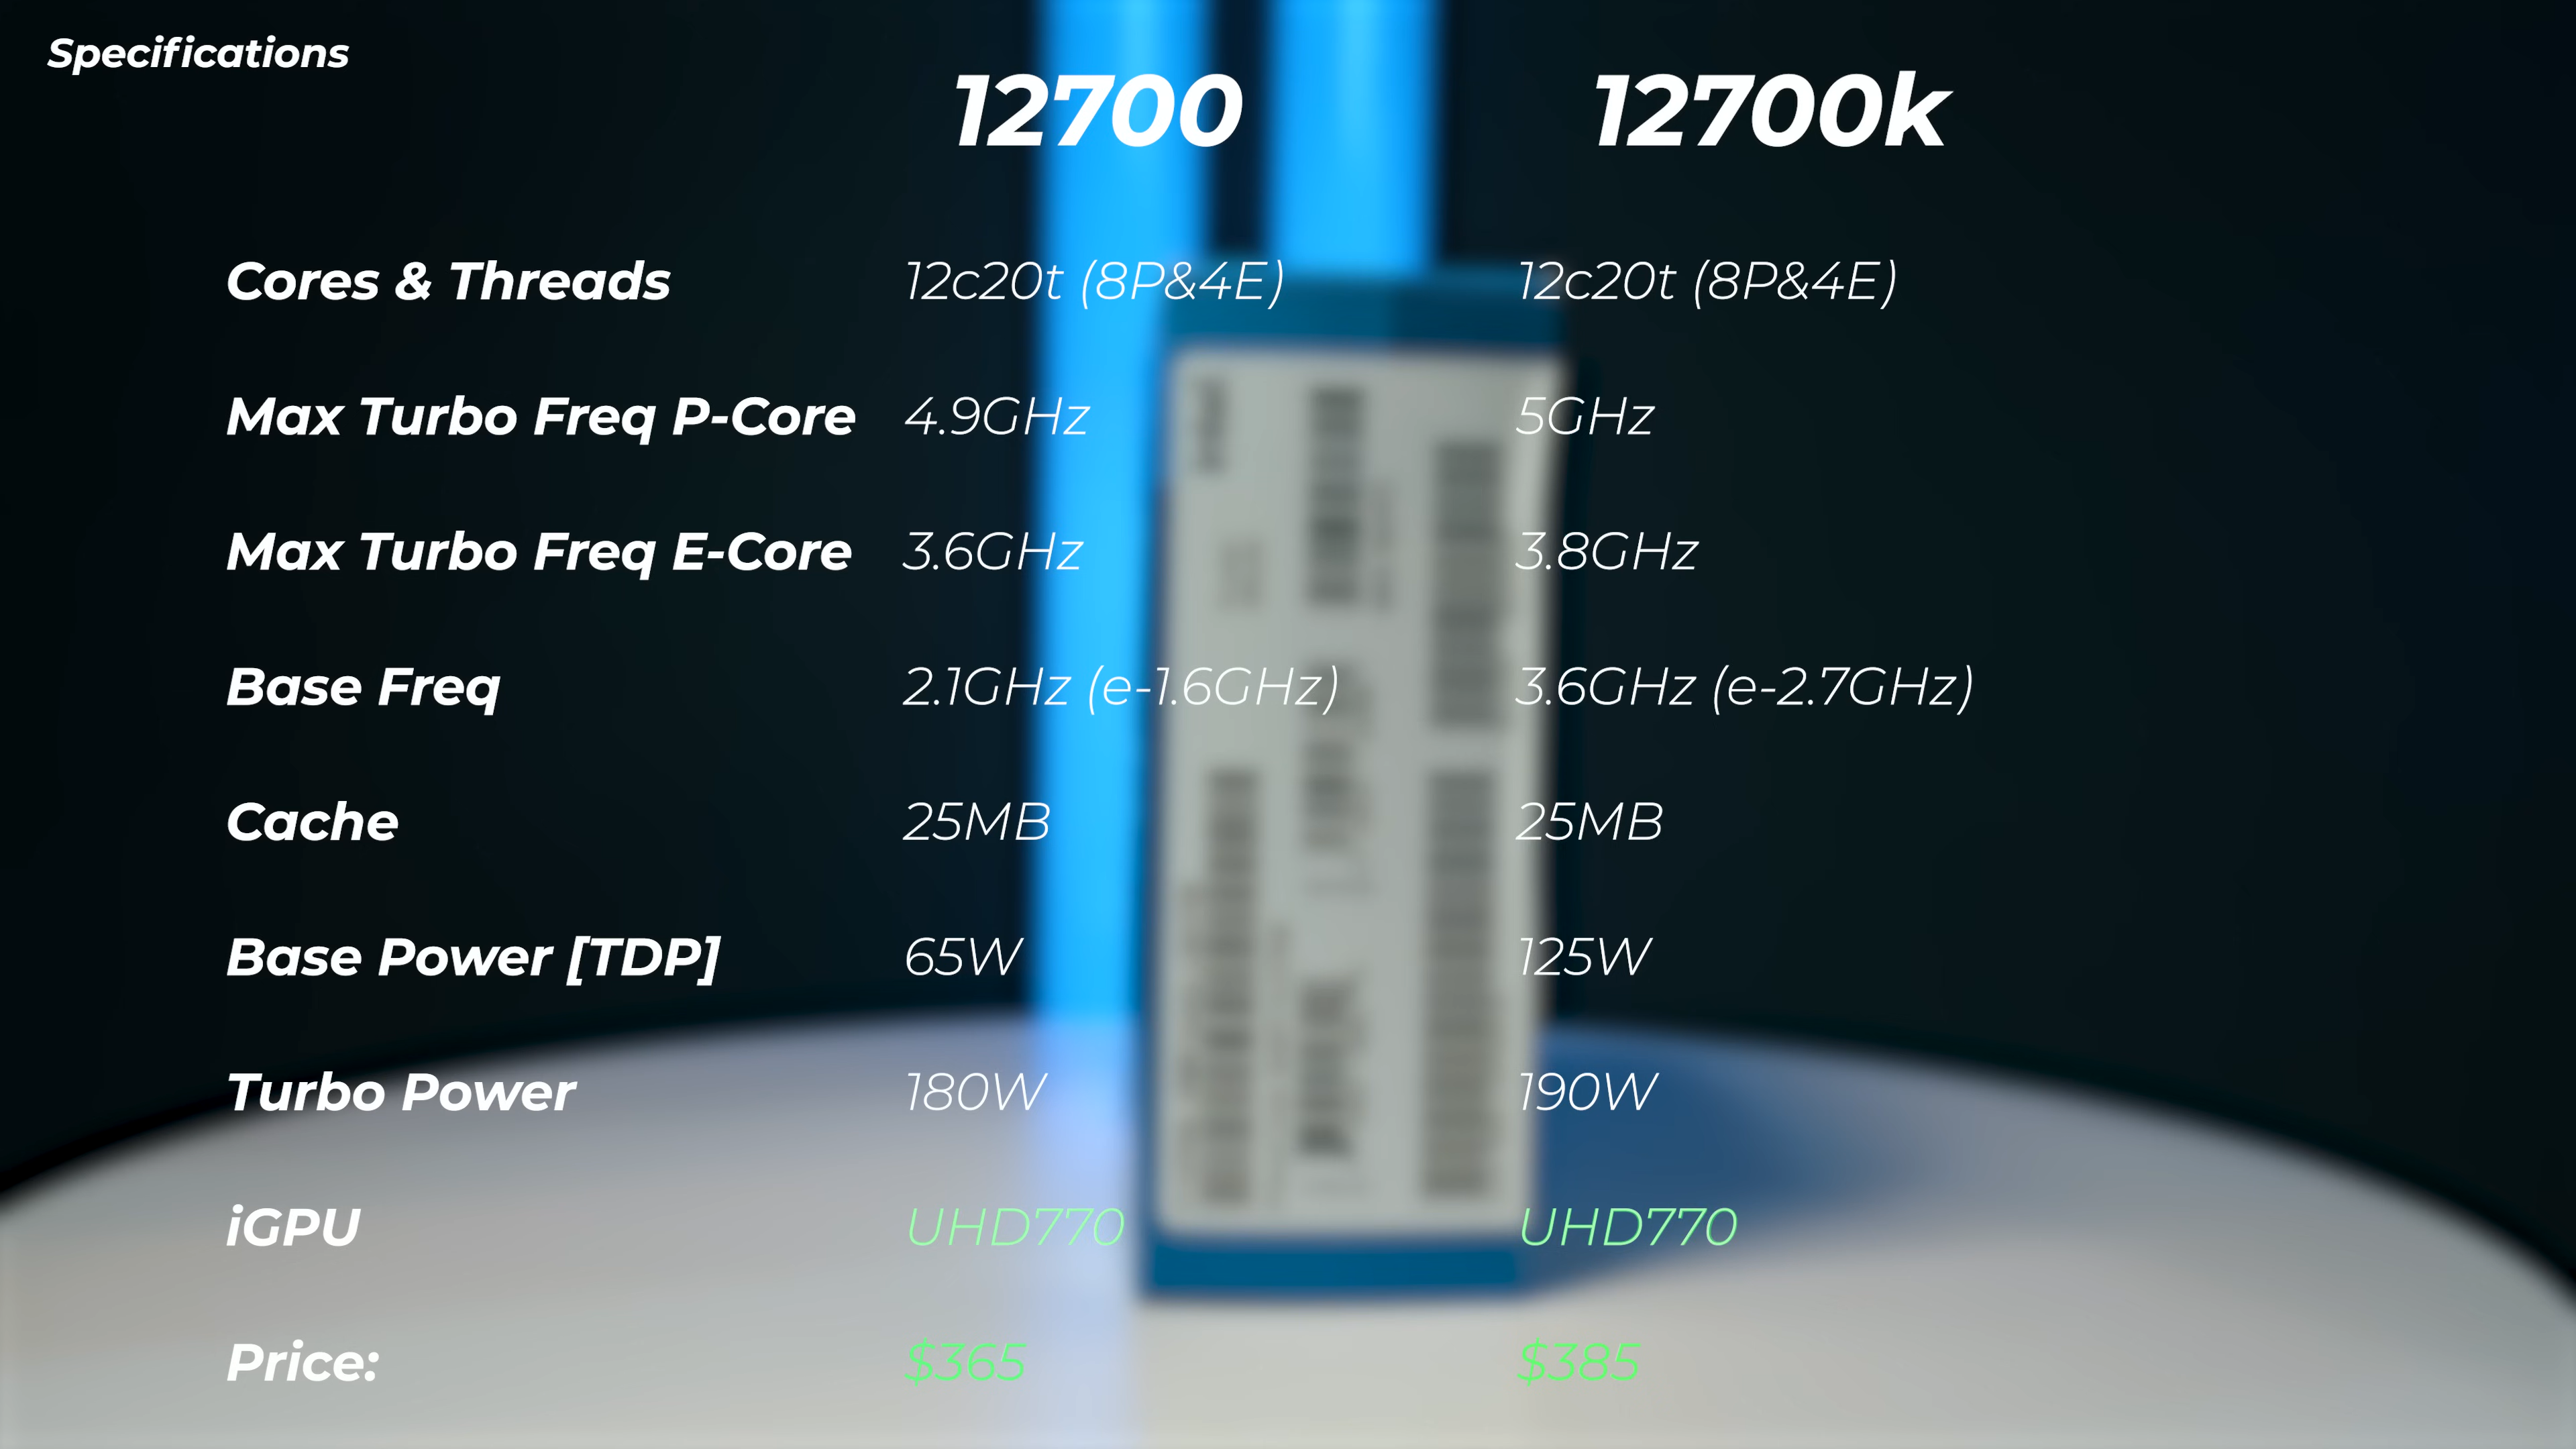 Specifications
12700 12700k
Cores & Threads 12c20t (8P&4E) 12c20t (8P&4E)
Max Turbo Freq P-Core 4.9GHz 5GHz
Max Turbo Freq E-Core 3.6GHz 3.8GHz
Base Freq 2.1GHz (e-1.6GHz) 3.6GHz (e-2.7GHz)
Cache 25MB 25MB
Base Power [TDP] 65W 125W
Turbo Power 180W 190W
iGPU UHD770 UHD770
Price: $365 $385